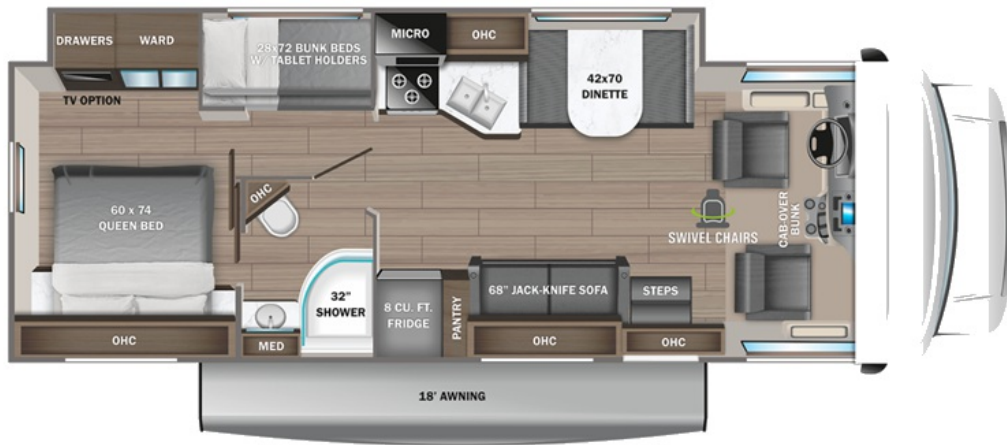 DRAWERS
WARD
TV OPTION
28x72 BUNK BEDS
W/ TABLET HOLDERS
MICRO
OHC
42x70
DINETTE
60 x 74
QUEEN BED
OHC
SWIVEL CHAIRS
CAB-OVER
BUNK
32"
SHOWER
8 CU. FT.
FRIDGE
PANTRY
68" JACK-KNIFE SOFA
STEPS
OHC
MED
OHC
OHC
18' AWNING